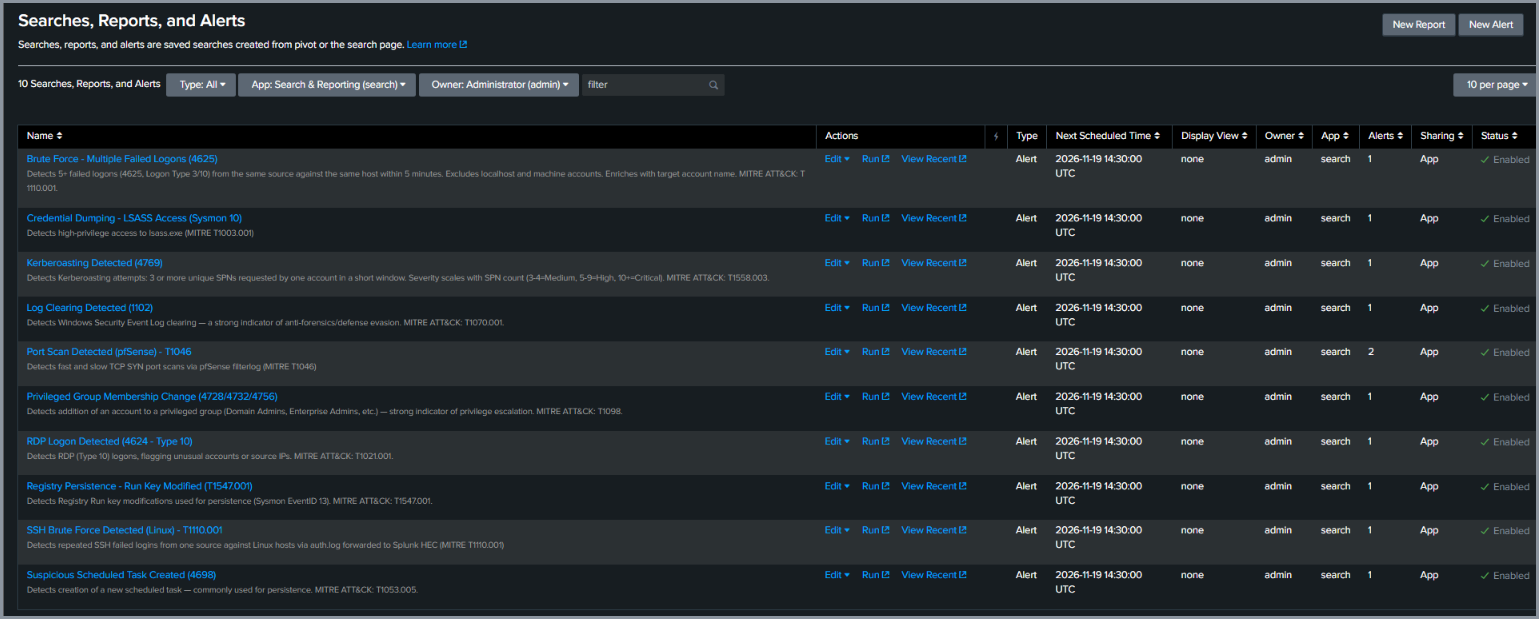 Searches, Reports, and Alerts
New Report New Alert
Searches, reports, and alerts are saved searches created from pivot or the search page. Learn more
10 Searches, Reports, and Alerts Type: All App: Search & Reporting (search) Owner: Administrator (admin) filter 10 per page
Name Actions Type Next Scheduled Time Display View Owner App Alerts Sharing Status
Brute Force - Multiple Failed Logons (4625) Edit Run View Recent Alert 2026-11-19 14:30:00 none admin search 1 App Enabled
Detects 5+ failed logons (4625, Logon Type 3/10) from the same source against the same host within 5 minutes. Excludes localhost and machine accounts. Enriches with target account name. MITRE ATT&CK: T UTC
1110.001.
Credential Dumping - LSASS Access (Sysmon 10) Edit Run View Recent Alert 2026-11-19 14:30:00 none admin search 1 App Enabled
Detects high-privilege access to lsass.exe (MITRE T1003.001) UTC
Kerberoasting Detected (4769) Edit Run View Recent Alert 2026-11-19 14:30:00 none admin search 1 App Enabled
Detects Kerberoasting attempts: 3 or more unique SPNs requested by one account in a short window. Severity scales with SPN count (3-4=Medium, 5-9=High, 10+=Critical). MITRE ATT&CK: T1558.003. UTC
Log Clearing Detected (1102) Edit Run View Recent Alert 2026-11-19 14:30:00 none admin search 1 App Enabled
Detects Windows Security Event Log clearing — a strong indicator of anti-forensics/defense evasion. MITRE ATT&CK: T1070.001. UTC
Port Scan Detected (pfSense) - T1046 Edit Run View Recent Alert 2026-11-19 14:30:00 none admin search 2 App Enabled
Detects fast and slow TCP SYN port scans via pfSense filterlog (MITRE T1046) UTC
Privileged Group Membership Change (4728/4732/4756) Edit Run View Recent Alert 2026-11-19 14:30:00 none admin search 1 App Enabled
Detects addition of an account to a privileged group (Domain Admins, Enterprise Admins, etc.) — strong indicator of privilege escalation. MITRE ATT&CK: T1098. UTC
RDP Logon Detected (4624 - Type 10) Edit Run View Recent Alert 2026-11-19 14:30:00 none admin search 1 App Enabled
Detects RDP (Type 10) logons, flagging unusual accounts or source IPs. MITRE ATT&CK: T1021.001. UTC
Registry Persistence - Run Key Modified (T1547.001) Edit Run View Recent Alert 2026-11-19 14:30:00 none admin search 1 App Enabled
Detects Registry Run key modifications used for persistence (Sysmon EventID 13). MITRE ATT&CK: T1547.001. UTC
SSH Brute Force Detected (Linux) - T1110.001 Edit Run View Recent Alert 2026-11-19 14:30:00 none admin search 1 App Enabled
Detects repeated SSH failed logins from one source against Linux hosts via auth.log forwarded to Splunk HEC (MITRE T1110.001) UTC
Suspicious Scheduled Task Created (4698) Edit Run View Recent Alert 2026-11-19 14:30:00 none admin search 1 App Enabled
Detects creation of a new scheduled task — commonly used for persistence. MITRE ATT&CK: T1053.005. UTC